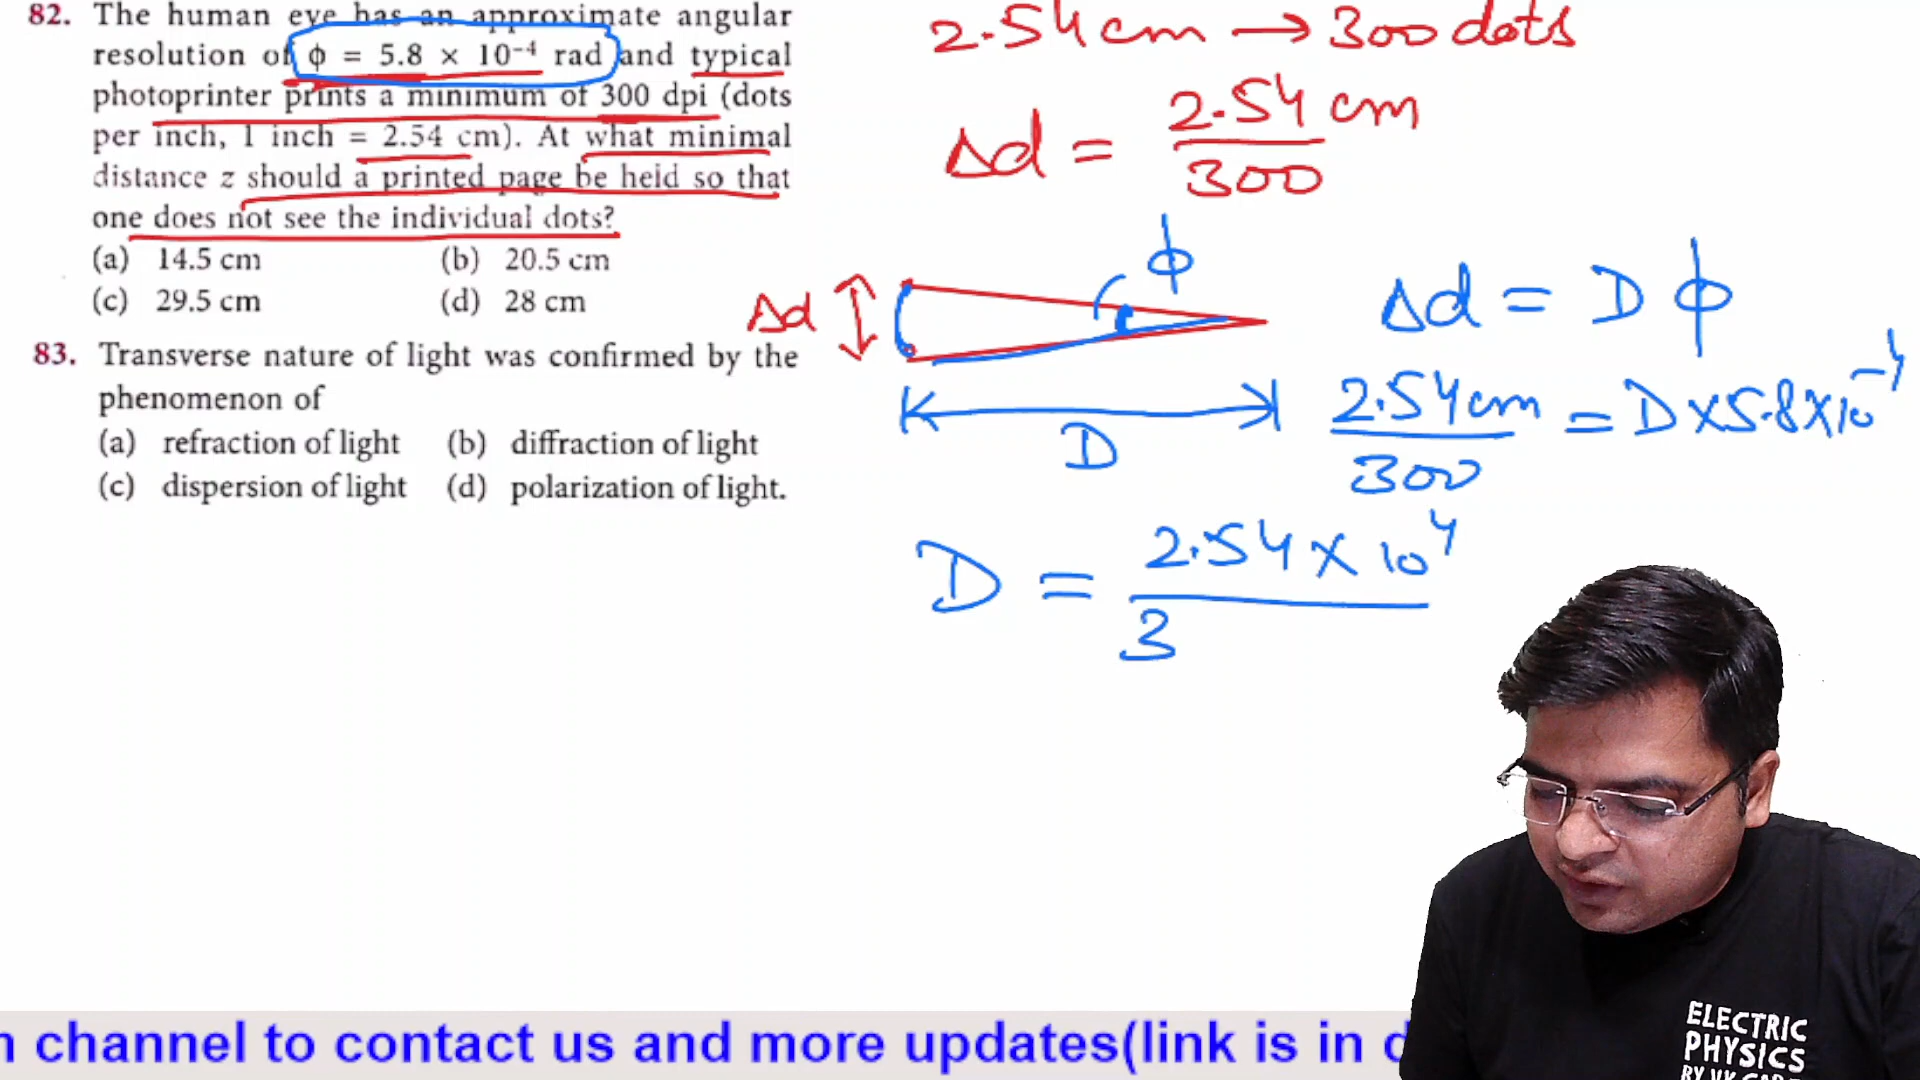 82. The human eye has an approximate angular
resolution of ϕ = 5.8 × 10⁻⁴ rad and typical
photoprinter prints a minimum of 300 dpi (dots
per inch, 1 inch = 2.54 cm). At what minimal
distance z should a printed page be held so that
one does not see the individual dots?
(a) 14.5 cm (b) 20.5 cm
(c) 29.5 cm (d) 28 cm
83. Transverse nature of light was confirmed by the
phenomenon of
(a) refraction of light (b) diffraction of light
(c) dispersion of light (d) polarization of light.
2.54 cm → 300 dots
Δd = 2.54 cm / 300
Δd
ϕ
D
Δd = D ϕ
2.54 cm / 300 = D × 5.8 × 10⁻⁴
D = 2.54 × 10⁴ / 3
channel to contact us and more updates(link is in
ELECTRIC
PHYSICS